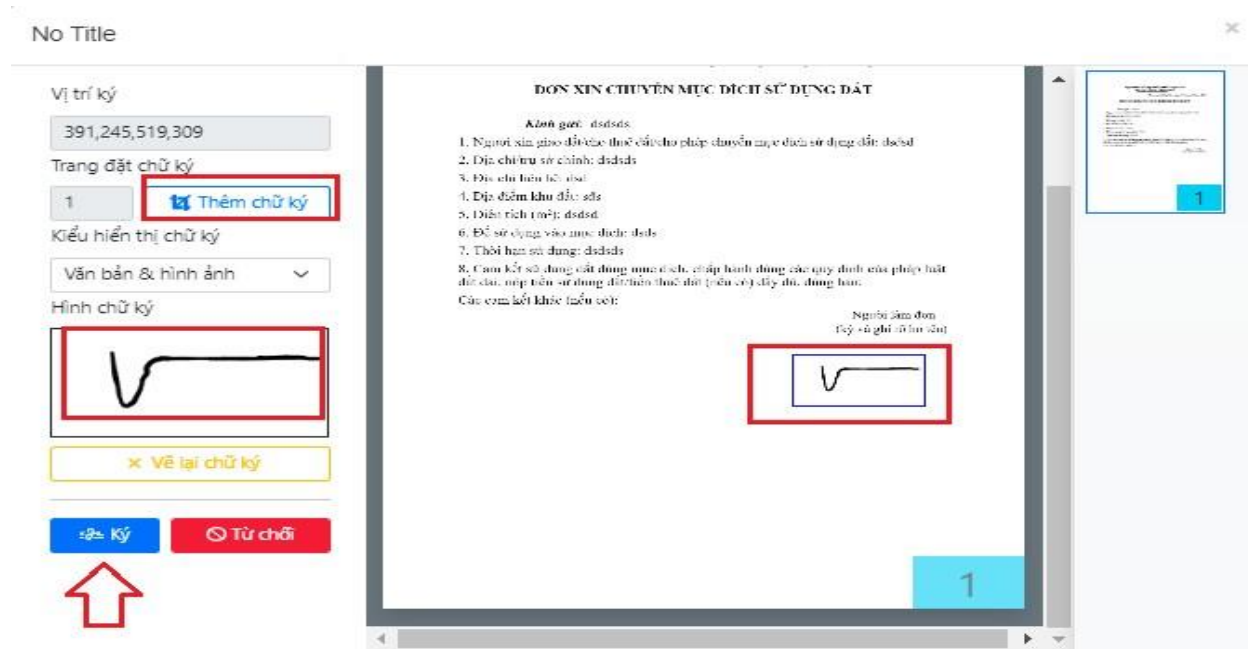 No Title
×
Vị trí ký
391,245,519,309
Trang đặt chữ ký
1
Thêm chữ ký
Kiểu hiển thị chữ ký
Văn bản & hình ảnh
Hình chữ ký
× Vẽ lại chữ ký
Ký
Từ chối
ĐƠN XIN CHUYỂN MỤC ĐÍCH SỬ DỤNG ĐẤT
Kính gửi: dsdsds
1. Người xin giao đất/cho thuê đất/cho phép chuyển mục đích sử dụng đất: dsdsd
2. Địa chỉ/trụ sở chính: dsdsds
3. Địa chỉ liên hệ: dsd
4. Địa điểm khu đất: sds
5. Diện tích (m²): dsdsd
6. Để sử dụng vào mục đích: dsds
7. Thời hạn sử dụng: dsdsds
8. Cam kết sử dụng đất đúng mục đích, chấp hành đúng các quy định của pháp luật
đất đai, nộp tiền sử dụng đất/tiền thuê đất (nếu có) đầy đủ, đúng hạn;
Các cam kết khác (nếu có):
Người làm đơn
(ký và ghi rõ họ tên)
1
1